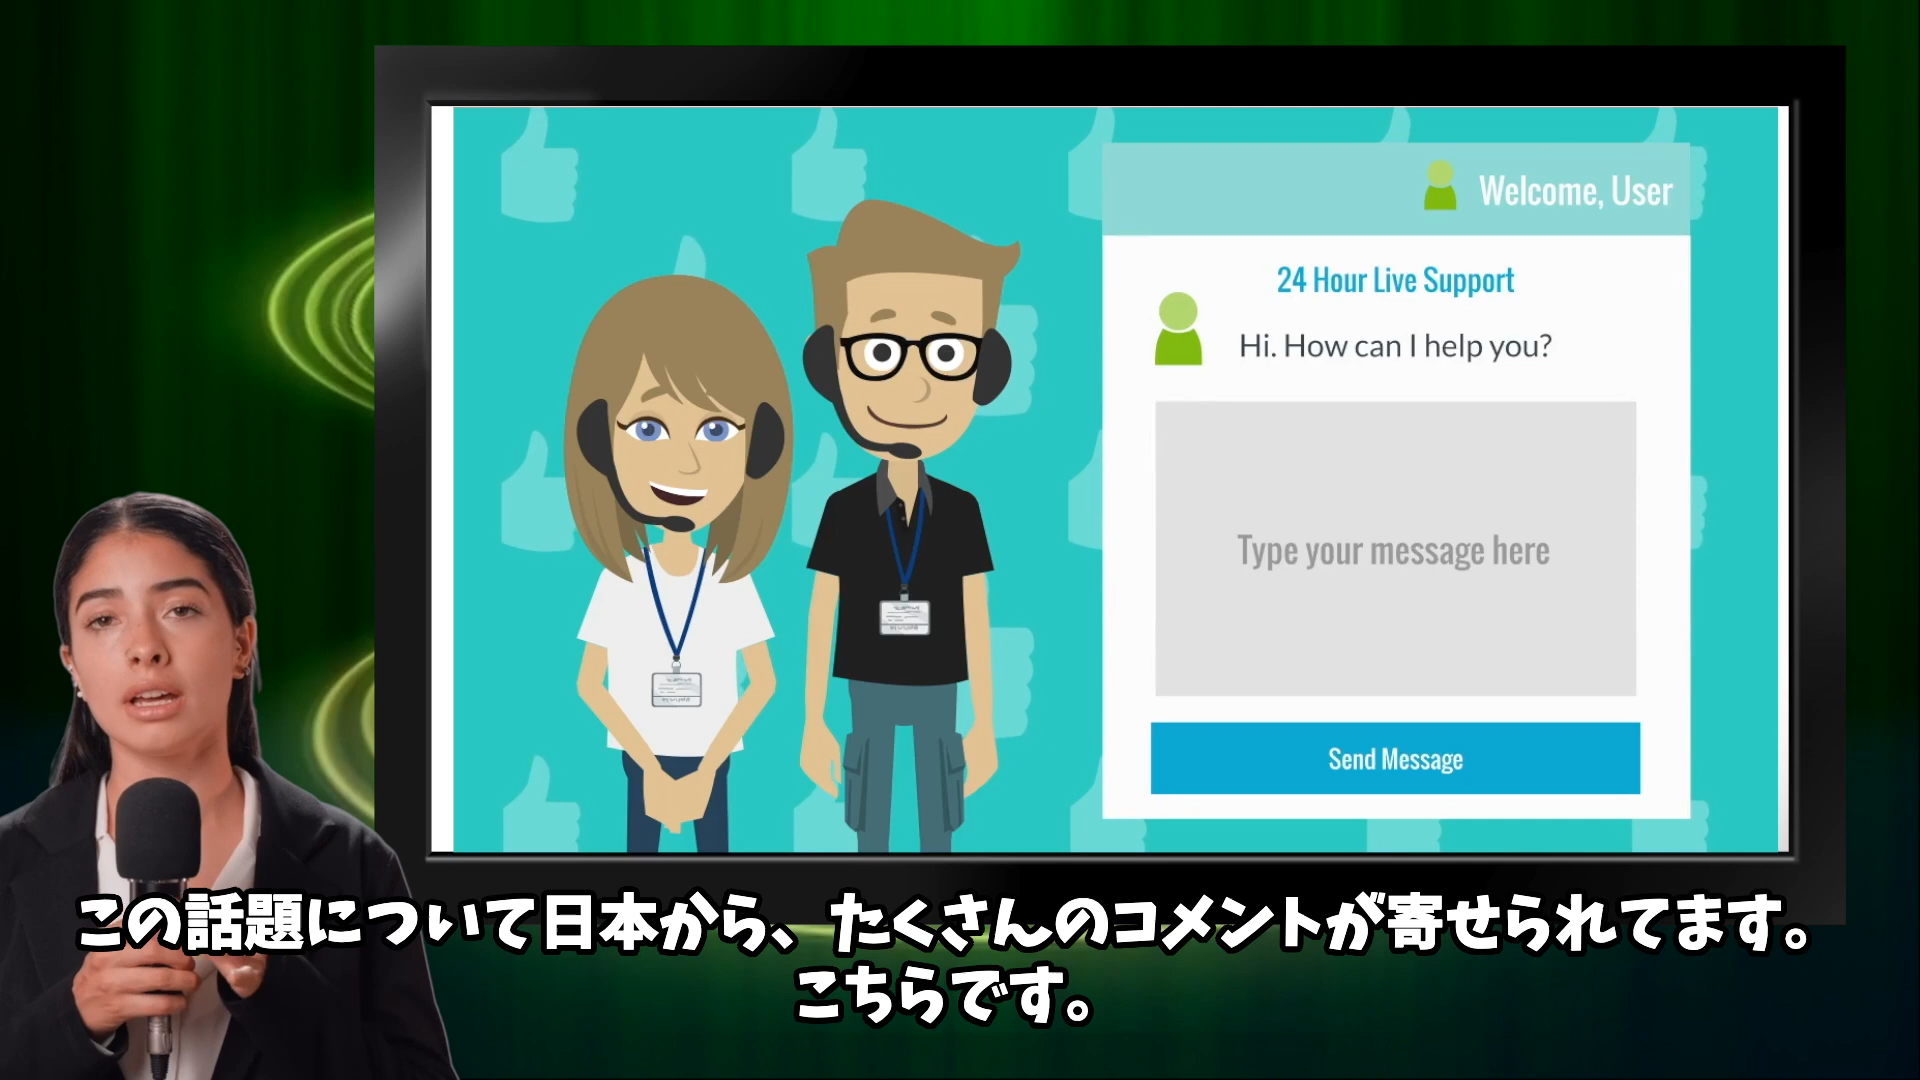 Welcome, User
24 Hour Live Support
Hi. How can I help you?
Type your message here
Send Message
この話題について日本から、たくさんのコメントが寄せられてます。
こちらです。